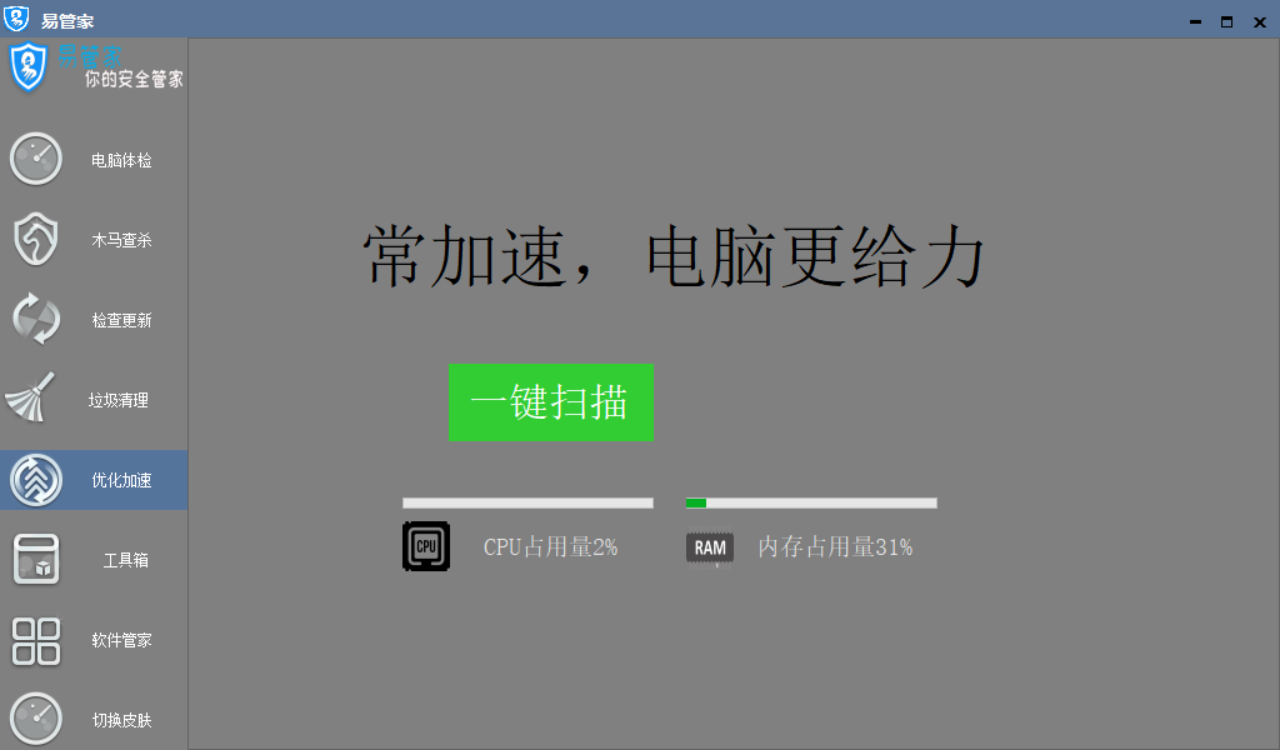 易管家
易管家
你的安全管家
电脑体检
木马查杀
检查更新
垃圾清理
优化加速
工具箱
软件管家
切换皮肤
常加速，电脑更给力
一键扫描
CPU
CPU占用量2%
RAM
内存占用量31%